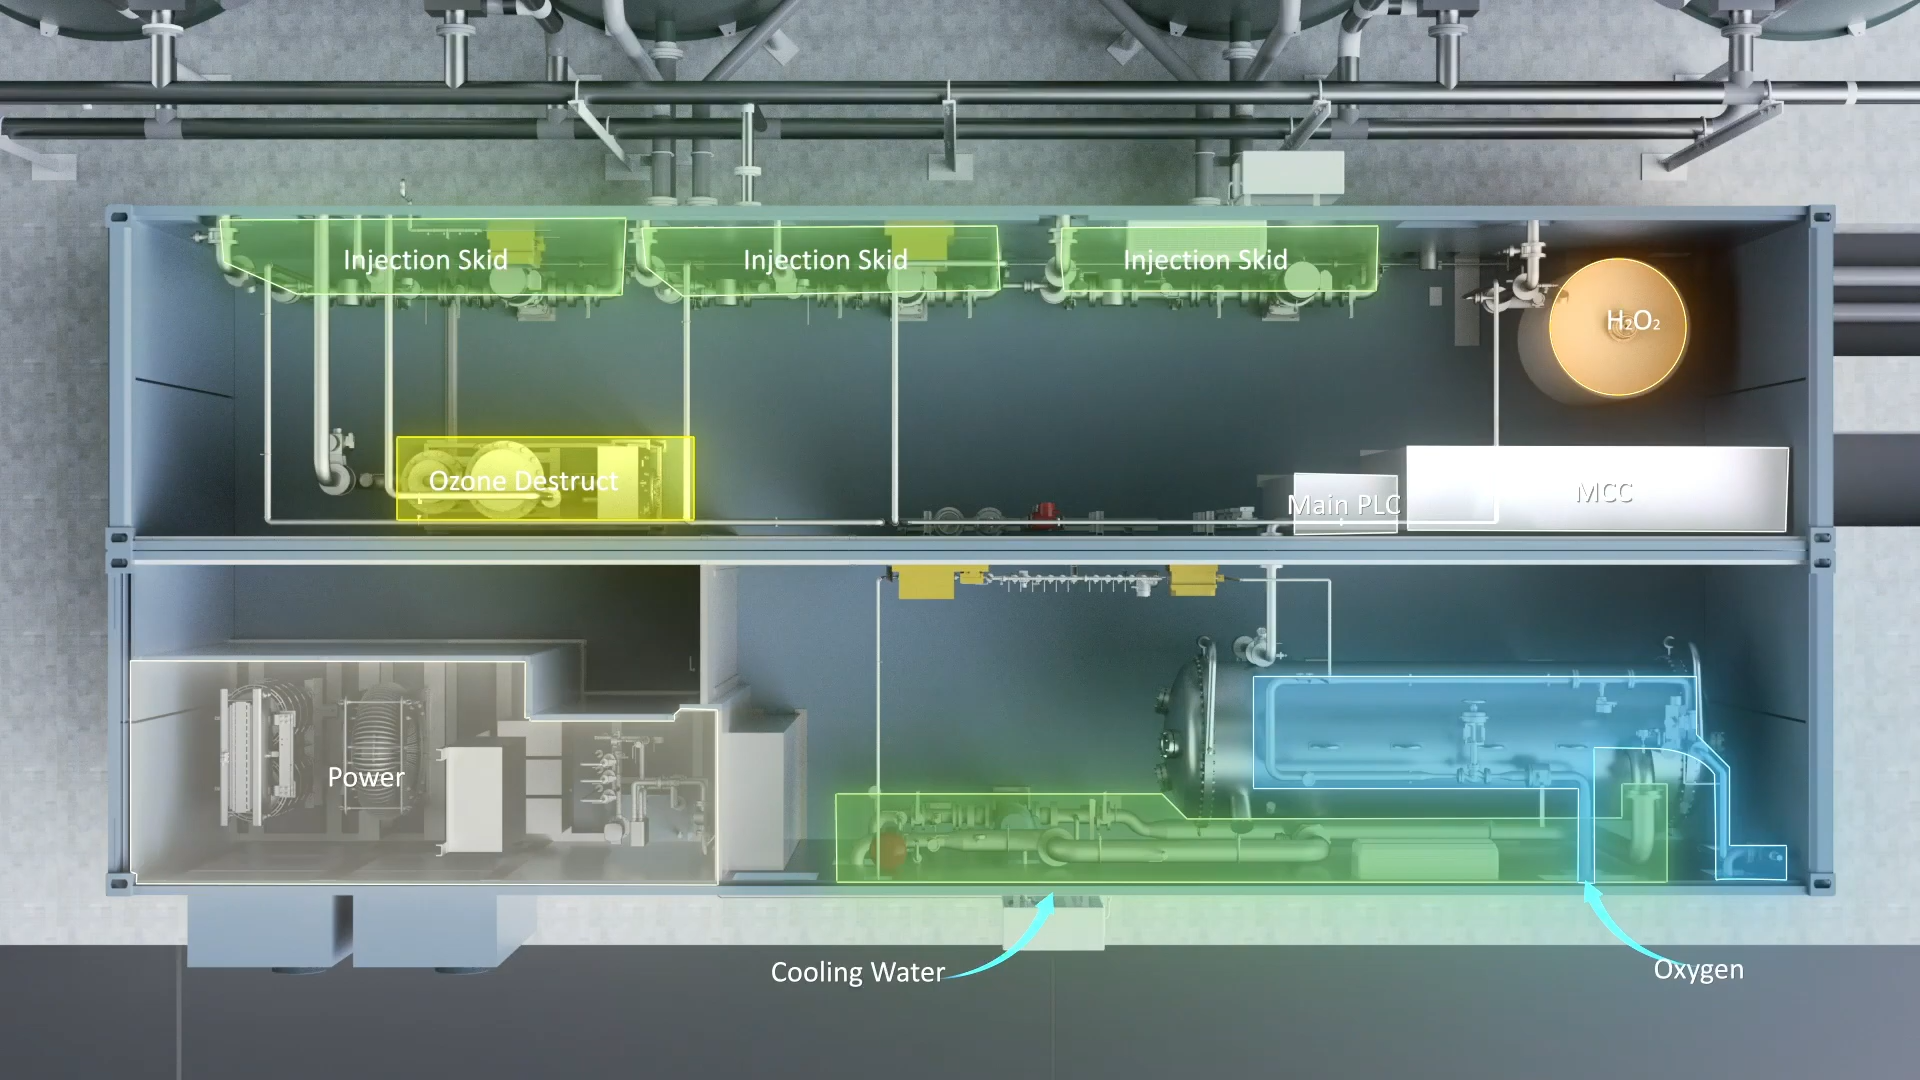 Injection Skid
Injection Skid
Injection Skid
H₂O₂
Ozone Destruct
Main PLC
MCC
Power
Cooling Water
Oxygen